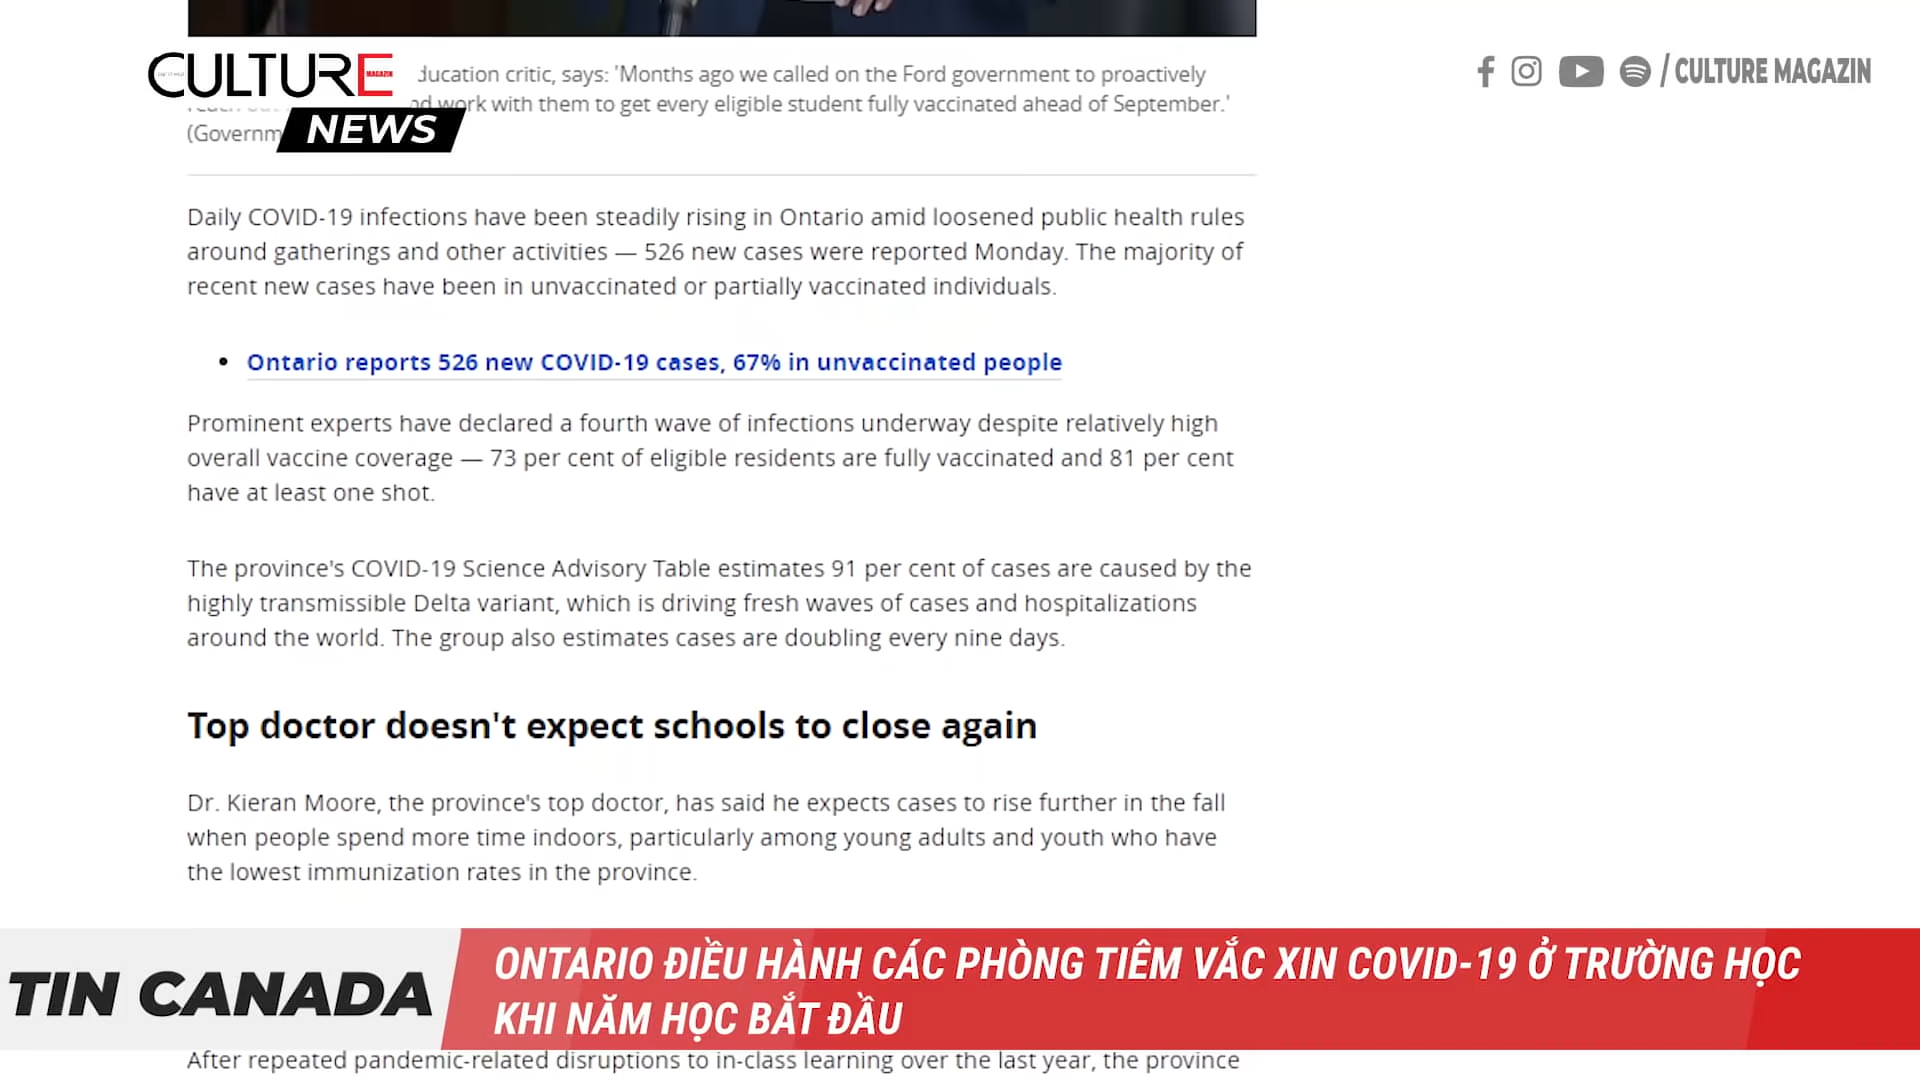 CULTURE
MAGAZIN
NEWS
/ CULTURE MAGAZIN
education critic, says: 'Months ago we called on the Ford government to proactively
work with them to get every eligible student fully vaccinated ahead of September.'
Daily COVID-19 infections have been steadily rising in Ontario amid loosened public health rules
around gatherings and other activities — 526 new cases were reported Monday. The majority of
recent new cases have been in unvaccinated or partially vaccinated individuals.
• Ontario reports 526 new COVID-19 cases, 67% in unvaccinated people
Prominent experts have declared a fourth wave of infections underway despite relatively high
overall vaccine coverage — 73 per cent of eligible residents are fully vaccinated and 81 per cent
have at least one shot.
The province's COVID-19 Science Advisory Table estimates 91 per cent of cases are caused by the
highly transmissible Delta variant, which is driving fresh waves of cases and hospitalizations
around the world. The group also estimates cases are doubling every nine days.
Top doctor doesn't expect schools to close again
Dr. Kieran Moore, the province's top doctor, has said he expects cases to rise further in the fall
when people spend more time indoors, particularly among young adults and youth who have
the lowest immunization rates in the province.
TIN CANADA
ONTARIO ĐIỀU HÀNH CÁC PHÒNG TIÊM VẮC XIN COVID-19 Ở TRƯỜNG HỌC
KHI NĂM HỌC BẮT ĐẦU
After repeated pandemic-related disruptions to in-class learning over the last year, the province